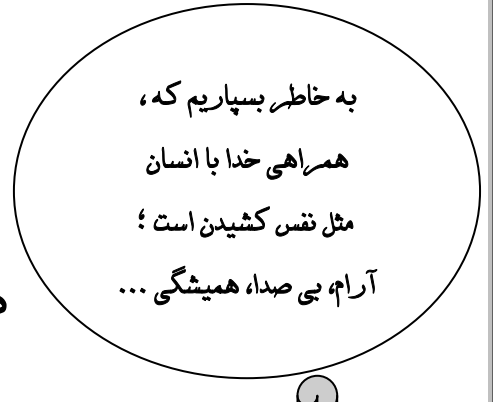 به خاطر بسپاریم که،
همراهی خدا با انسان
مثل نفس کشیدن است ؛
آرام، بی صدا، همیشگی ...